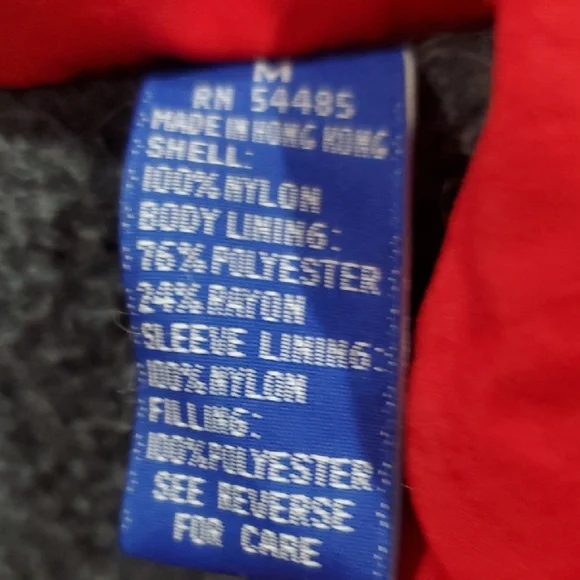 M
RN 54485
MADE IN HONG KONG
SHELL:
100% NYLON
BODY LINING:
76% POLYESTER
24% RAYON
SLEEVE LINING:
100% NYLON
FILLING:
100% POLYESTER
SEE REVERSE
FOR CARE